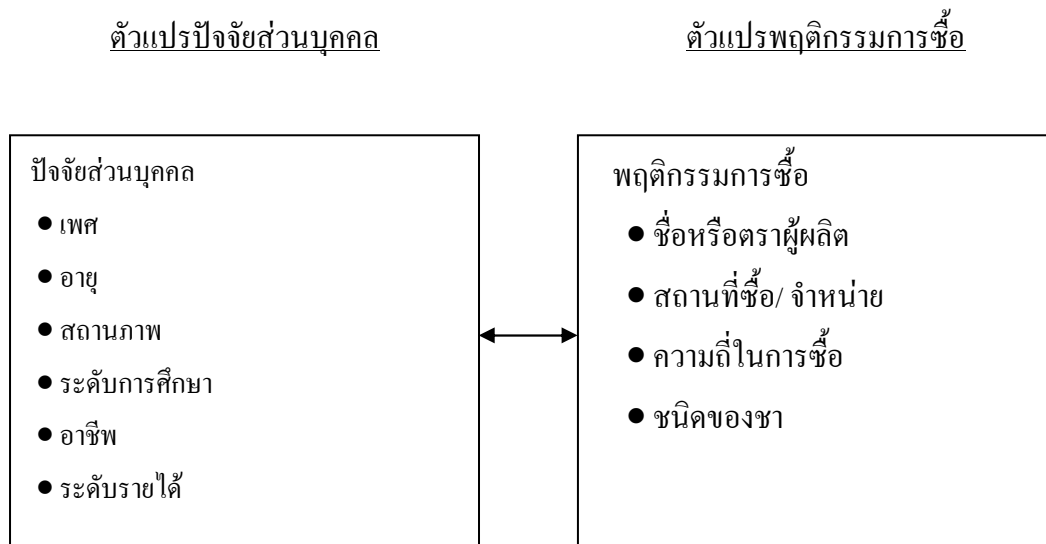 ตัวแปรปัจจัยส่วนบุคคล
ตัวแปรพฤติกรรมการซื้อ
ปัจจัยส่วนบุคคล
● เพศ
● อายุ
● สถานภาพ
● ระดับการศึกษา
● อาชีพ
● ระดับรายได้
พฤติกรรมการซื้อ
● ชื่อหรือตราผู้ผลิต
● สถานที่ซื้อ/ จำหน่าย
● ความถี่ในการซื้อ
● ชนิดของชา